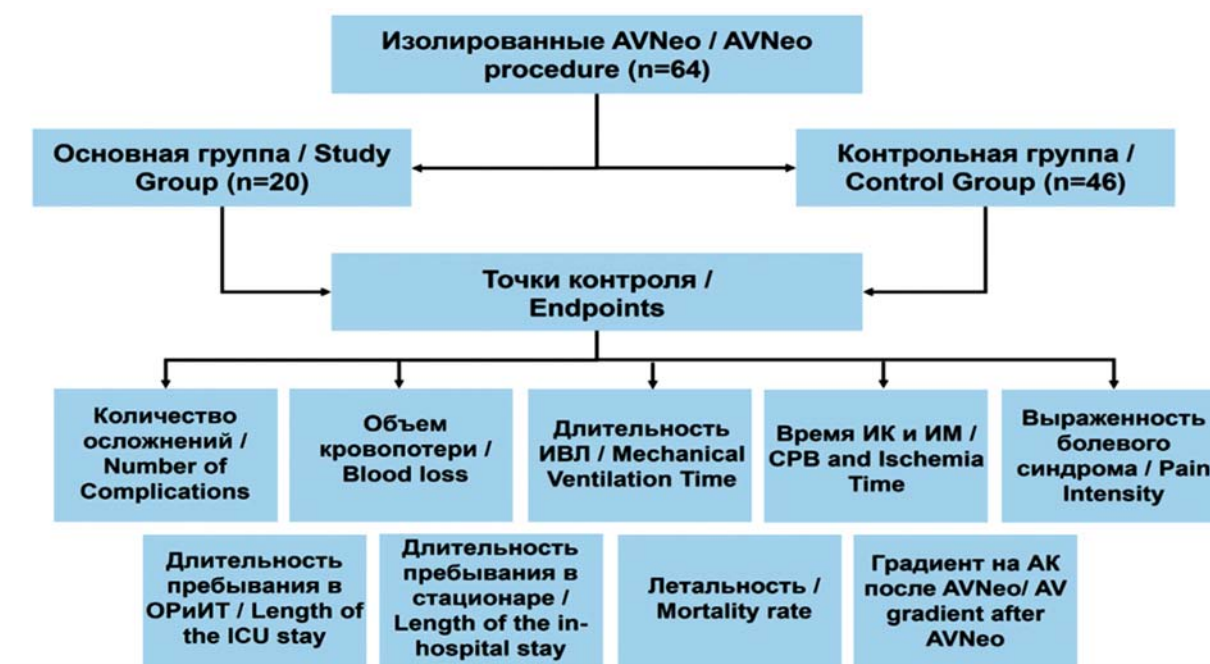 Изолированные AVNeo / AVNeo
procedure (n=64)
Основная группа / Study
Group (n=20)
Контрольная группа /
Control Group (n=46)
Точки контроля /
Endpoints
Количество
осложнений /
Number of
Complications
Объем
кровопотери /
Blood loss
Длительность
ИВЛ / Mechanical
Ventilation Time
Время ИК и ИМ /
CPB and Ischemia
Time
Выраженность
болевого
синдрома / Pain
Intensity
Длительность
пребывания в
ОРиИТ / Length of
the ICU stay
Длительность
пребывания в
стационаре /
Length of the in-
hospital stay
Летальность /
Mortality rate
Градиент на АК
после AVNeo/ AV
gradient after
AVNeo